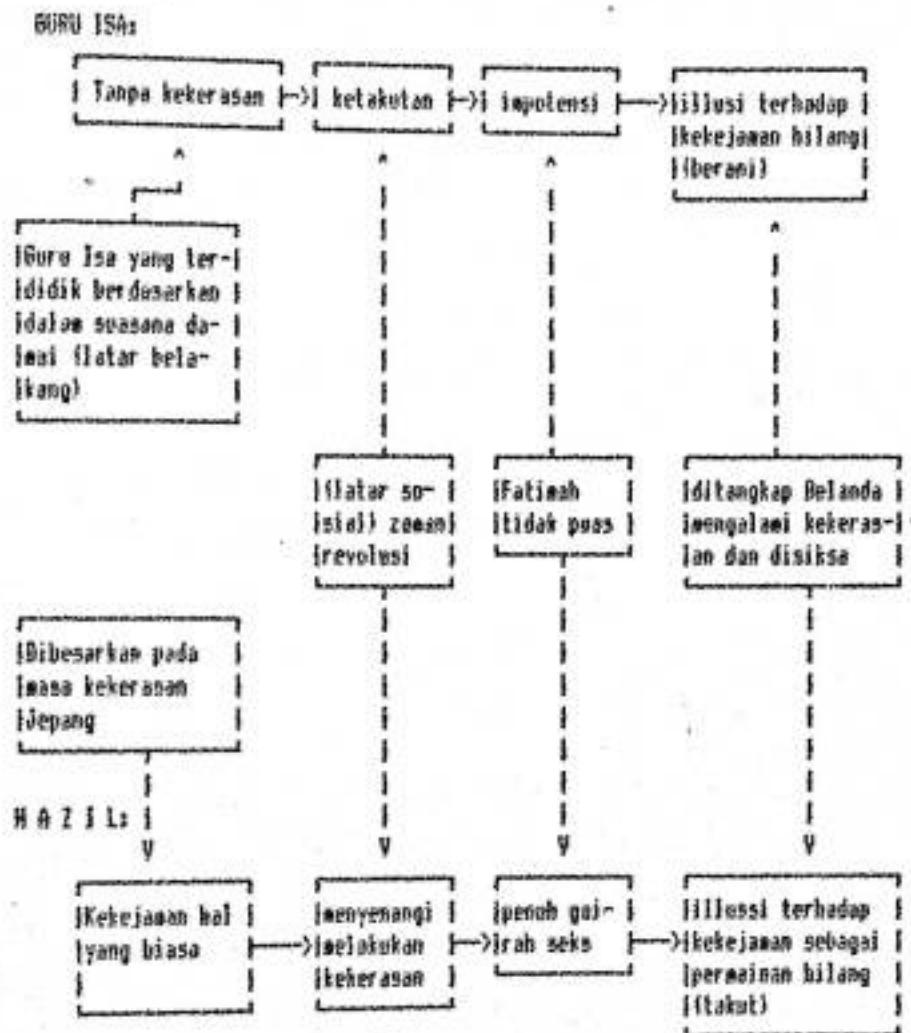 GURU ISA:
Tanpa kekerasan
ketakutan
impotensi
illusi terhadap
kekejaman hilang
(berani)
Guru Isa yang ter-
didik berdasarkan
dalam suasana da-
mai (latar bela-
kang)
(latar so-
sial) zaman
revolusi
Fatimah
tidak puas
ditangkap Belanda
mengalami kekeras-
an dan disiksa
Dibesarkan pada
masa kekerasan
Jepang
H A Z I L:
Kekejaman hal
yang biasa
menyenangi
melakukan
kekerasan
penuh gai-
rah seks
illussi terhadap
kekejaman sebagai
permainan hilang
(takut)